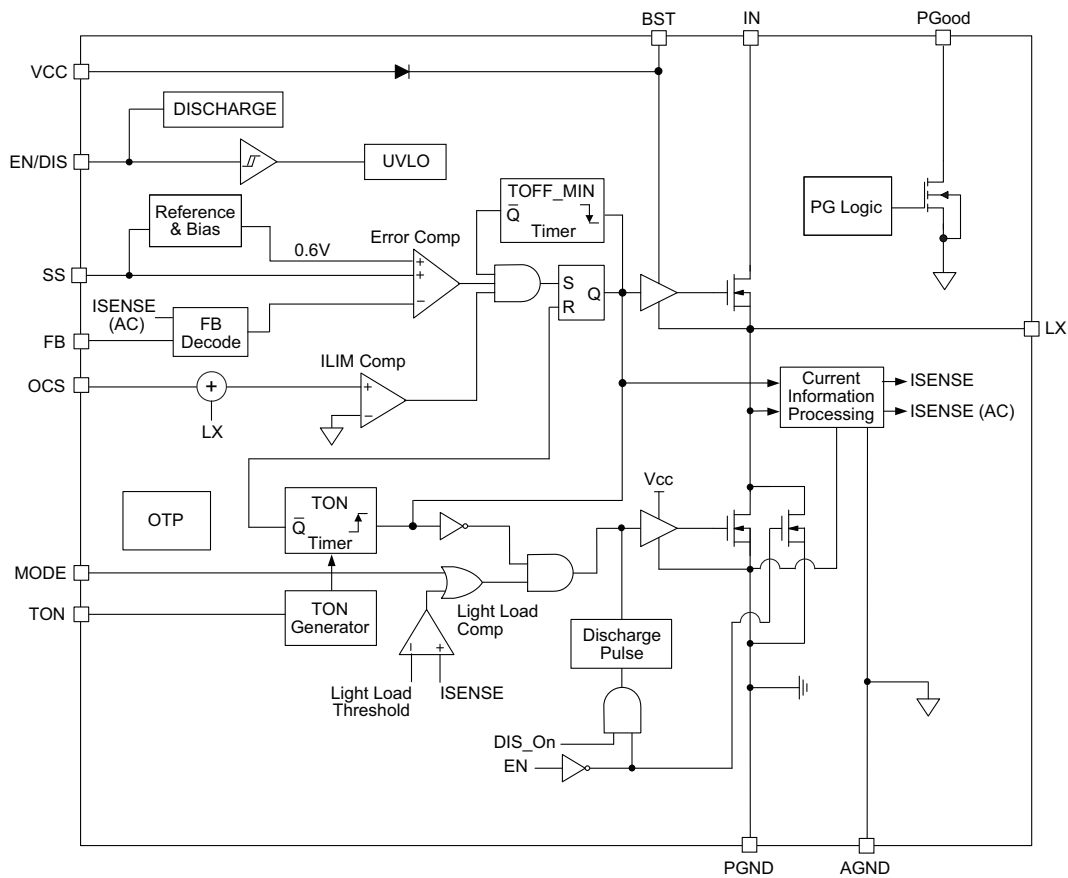 BST
IN
PGood
VCC
DISCHARGE
EN/DIS
UVLO
TOFF_MIN
Q̅
Timer
PG Logic
Reference
& Bias
Error Comp
0.6V
SS
S
R
Q
ISENSE
(AC)
FB
Decode
FB
LX
ILIM Comp
OCS
+
LX
Current
Information
Processing
ISENSE
ISENSE (AC)
+
+
−
+
−
Vcc
OTP
TON
Q̅
Timer
MODE
TON
TON
Generator
Light Load
Comp
Discharge
Pulse
−
+
Light Load
Threshold
ISENSE
DIS_On
EN
PGND
AGND